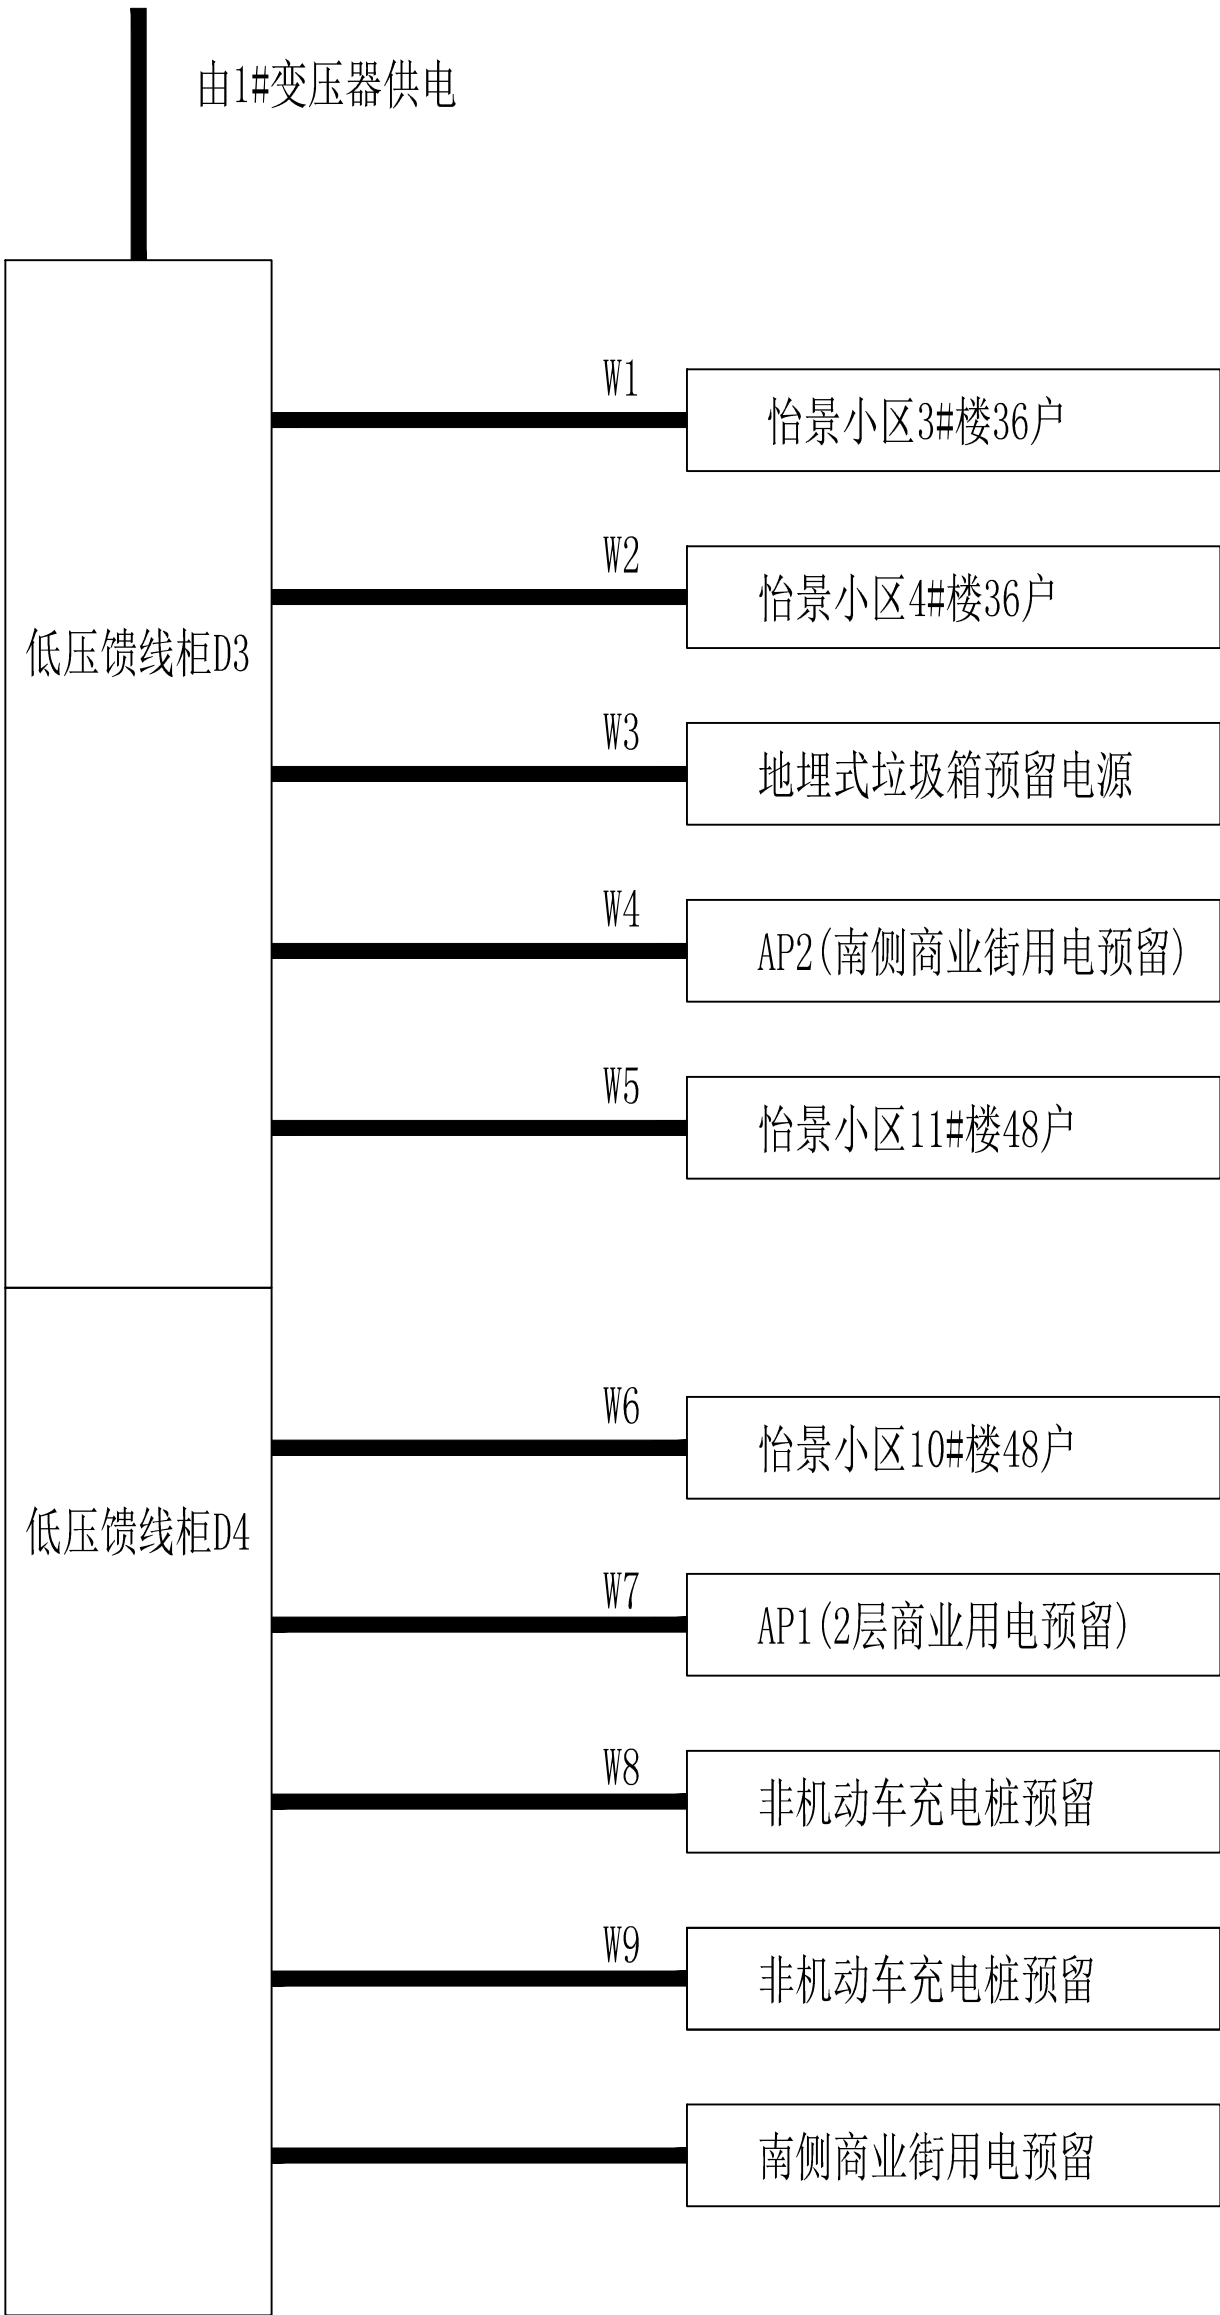 由1#变压器供电
W1
怡景小区3#楼36户
W2
怡景小区4#楼36户
低压馈线柜D3
W3
地埋式垃圾箱预留电源
W4
AP2(南侧商业街用电预留)
W5
怡景小区11#楼48户
W6
怡景小区10#楼48户
低压馈线柜D4
W7
AP1(2层商业用电预留)
W8
非机动车充电桩预留
W9
非机动车充电桩预留
南侧商业街用电预留